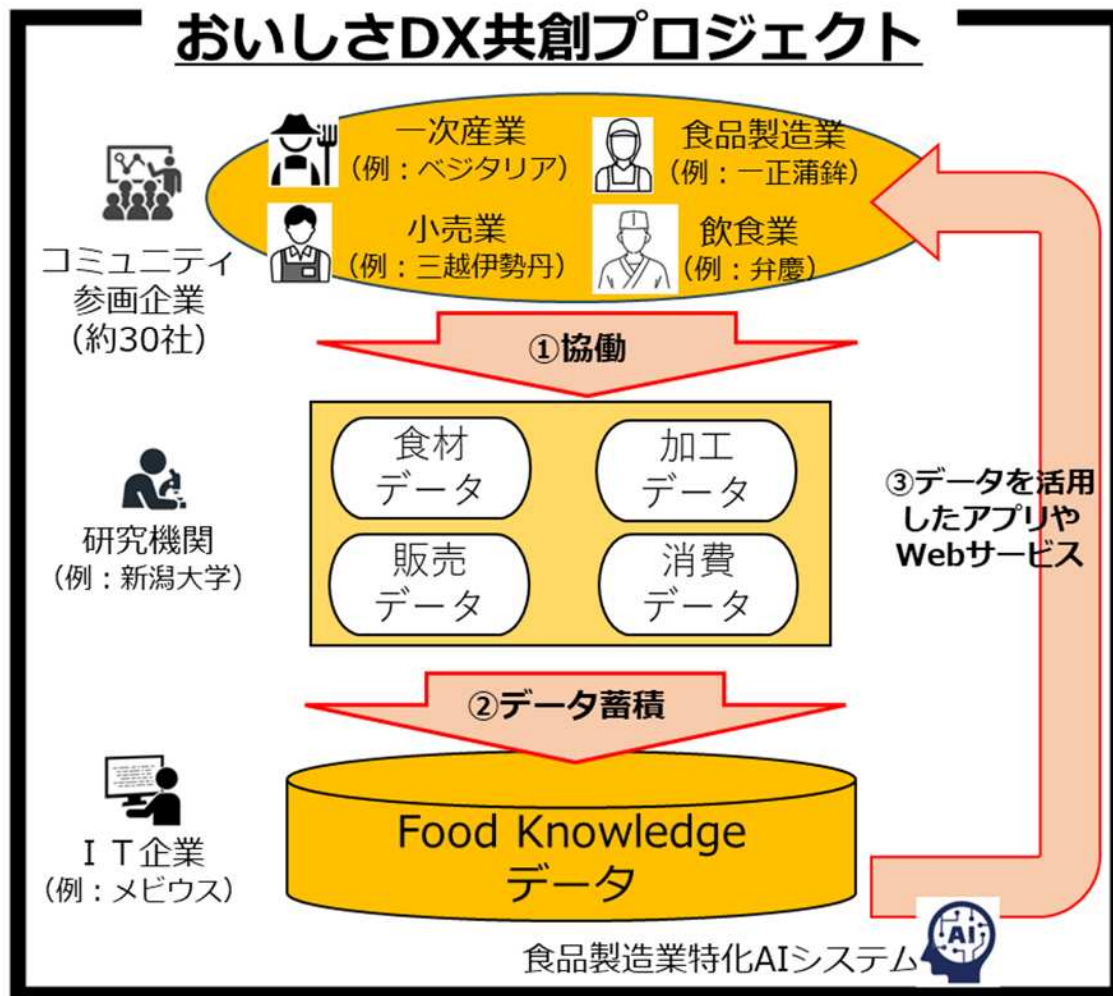 おいしさDX共創プロジェクト
一次産業
（例：ベジタリア）
食品製造業
（例：一正蒲鉾）
小売業
（例：三越伊勢丹）
飲食業
（例：弁慶）
コミュニティ
参画企業
（約30社）
①協働
食材
データ
加工
データ
販売
データ
消費
データ
研究機関
（例：新潟大学）
③データを活用
したアプリや
Webサービス
②データ蓄積
ＩＴ企業
（例：メビウス）
Food Knowledge
データ
食品製造業特化AIシステム
AI